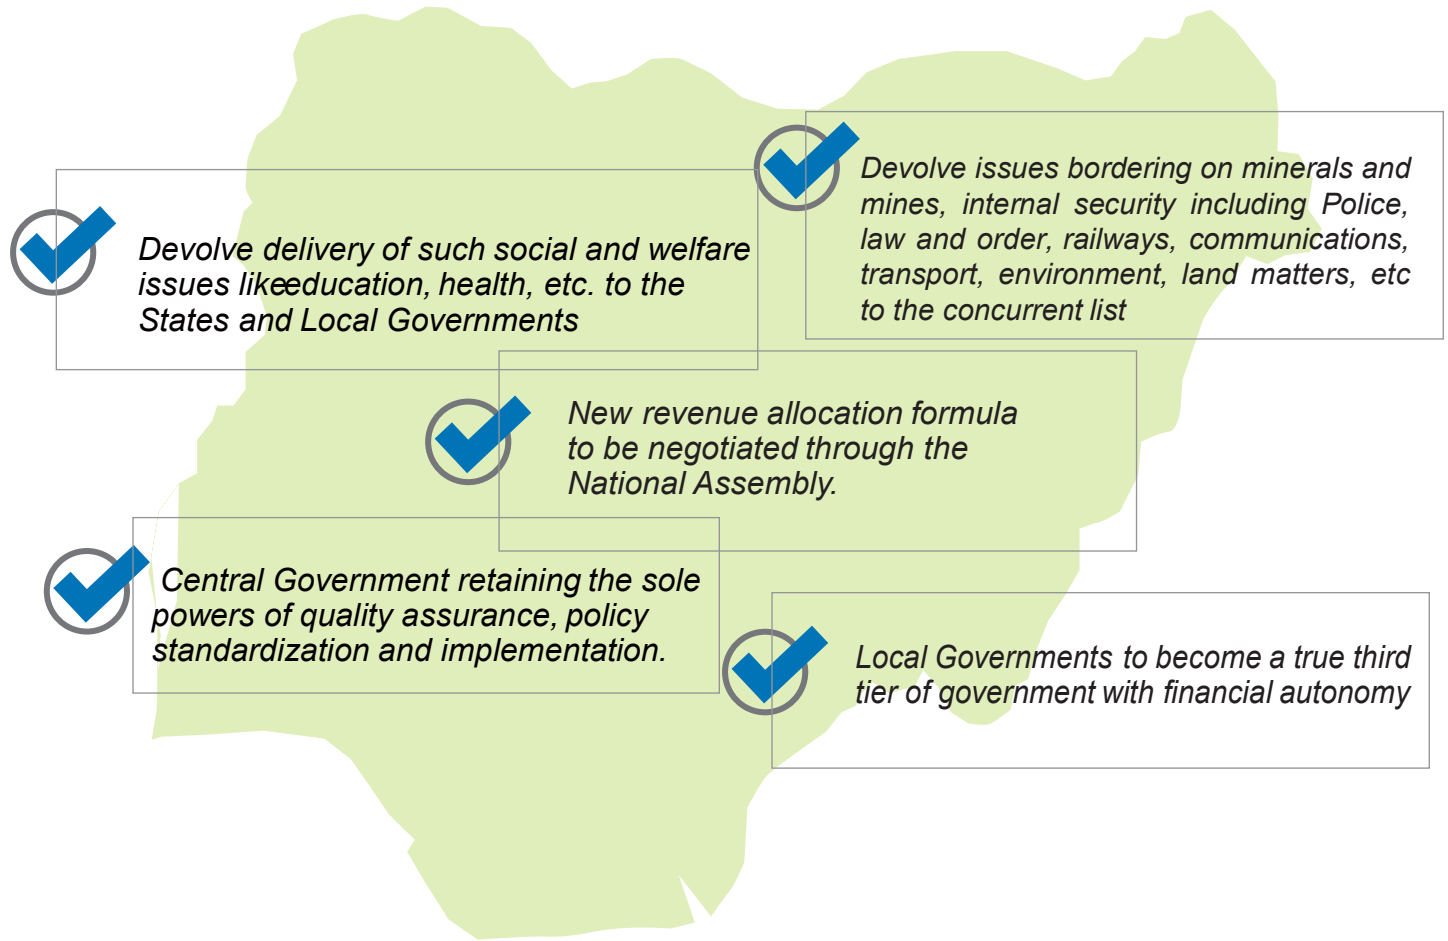 Devolve delivery of such social and welfare
issues likeeducation, health, etc. to the
States and Local Governments
Devolve issues bordering on minerals and
mines, internal security including Police,
law and order, railways, communications,
transport, environment, land matters, etc
to the concurrent list
New revenue allocation formula
to be negotiated through the
National Assembly.
Central Government retaining the sole
powers of quality assurance, policy
standardization and implementation.
Local Governments to become a true third
tier of government with financial autonomy